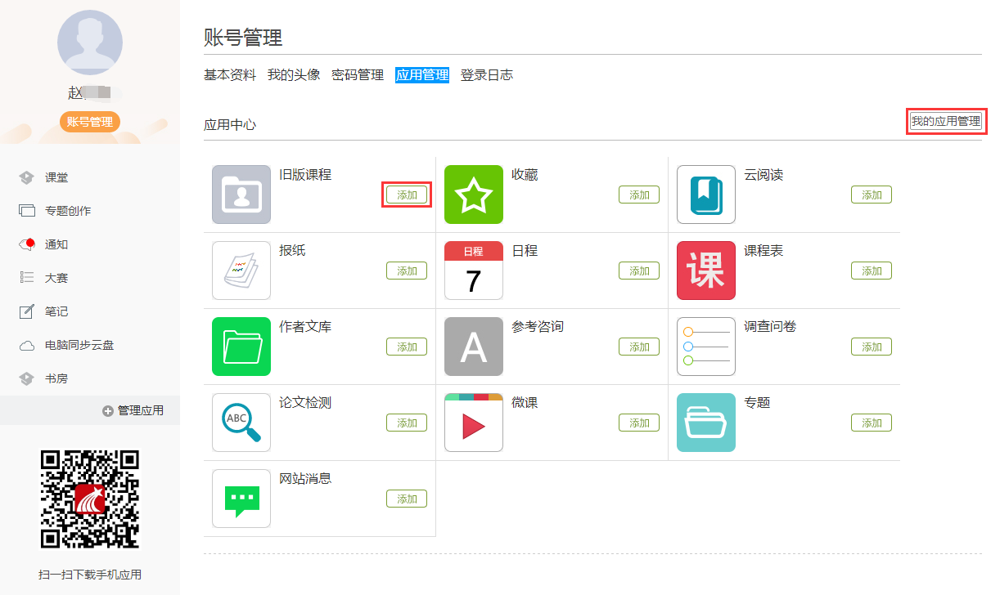 赵
账号管理
课堂
专题创作
通知
大赛
笔记
电脑同步云盘
书房
管理应用
扫一扫下载手机应用
账号管理
基本资料 我的头像 密码管理 应用管理 登录日志
应用中心
我的应用管理
旧版课程
添加
收藏
添加
云阅读
添加
报纸
添加
日程
7
日程
添加
课
课程表
添加
作者文库
添加
A
参考咨询
添加
调查问卷
添加
ABC
论文检测
添加
微课
添加
专题
添加
网站消息
添加